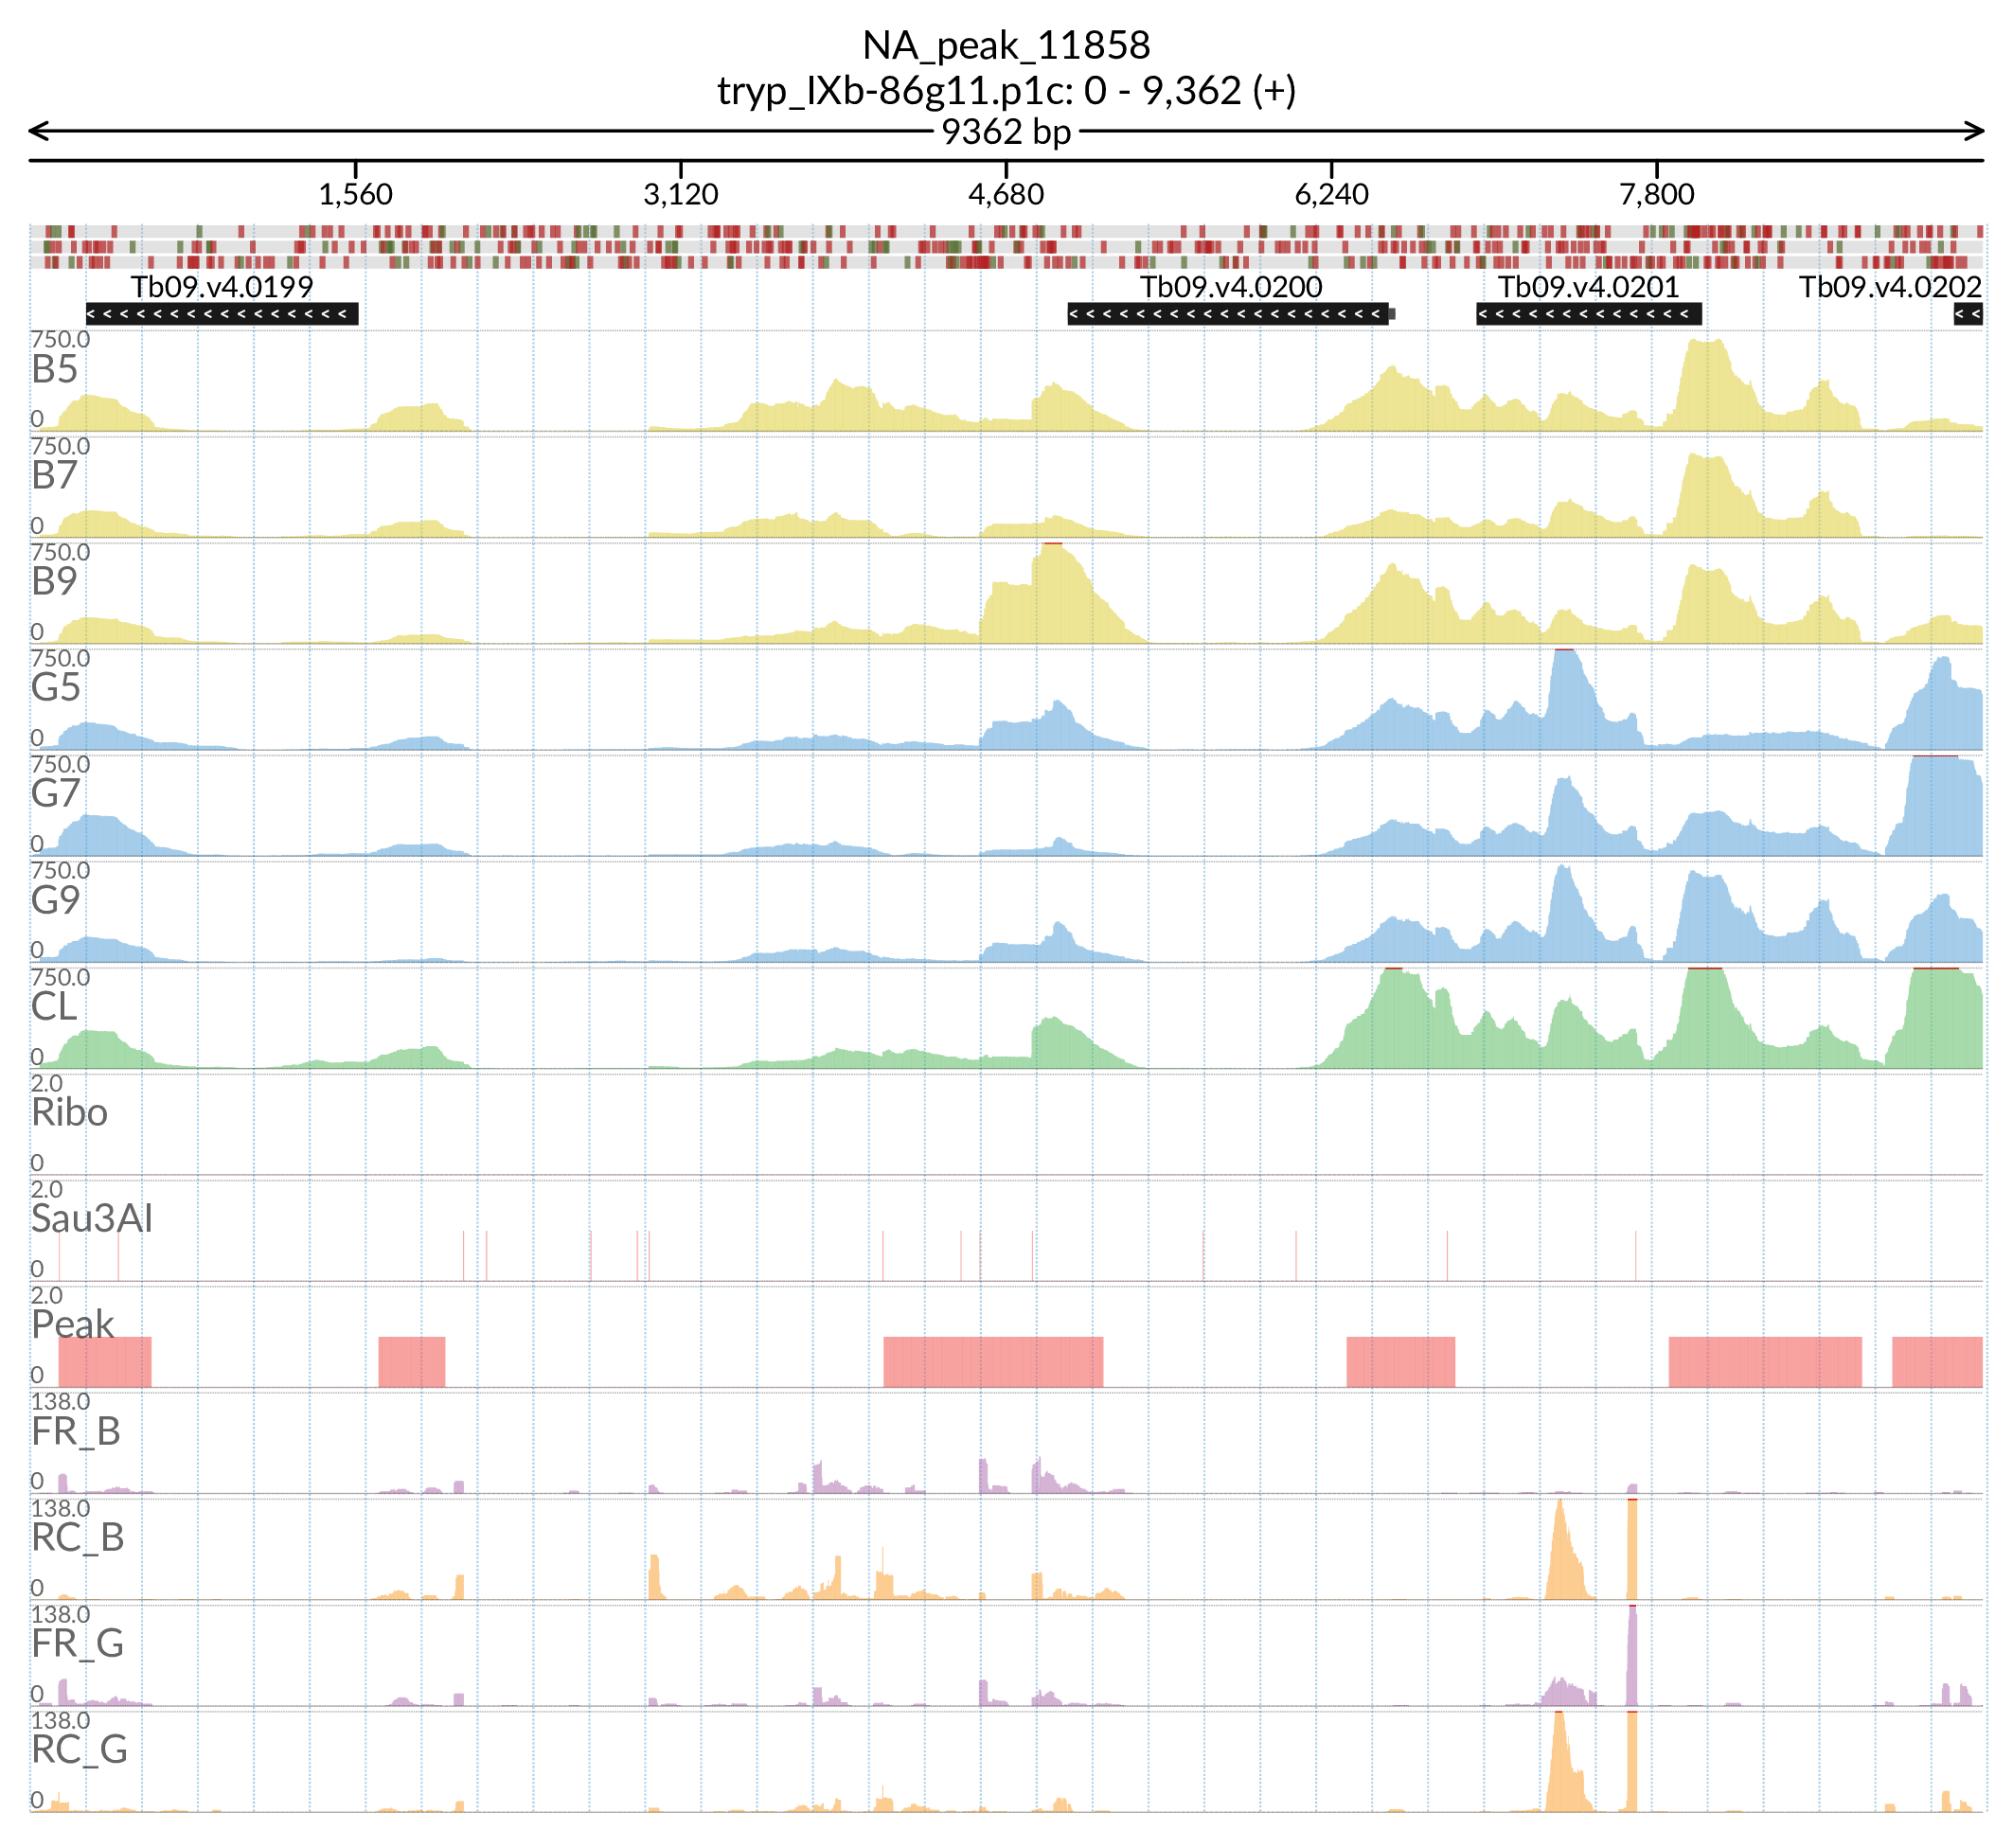 NA_peak_11858
tryp_IXb-86g11.p1c: 0 - 9,362 (+)
9362 bp
1,560 3,120 4,680 6,240 7,800
Tb09.v4.0199 Tb09.v4.0200 Tb09.v4.0201 Tb09.v4.0202
750.0
B5
0
750.0
B7
0
750.0
B9
0
750.0
G5
0
750.0
G7
0
750.0
G9
0
750.0
CL
0
2.0
Ribo
0
2.0
Sau3AI
0
2.0
Peak
0
138.0
FR_B
0
138.0
RC_B
0
138.0
FR_G
0
138.0
RC_G
0